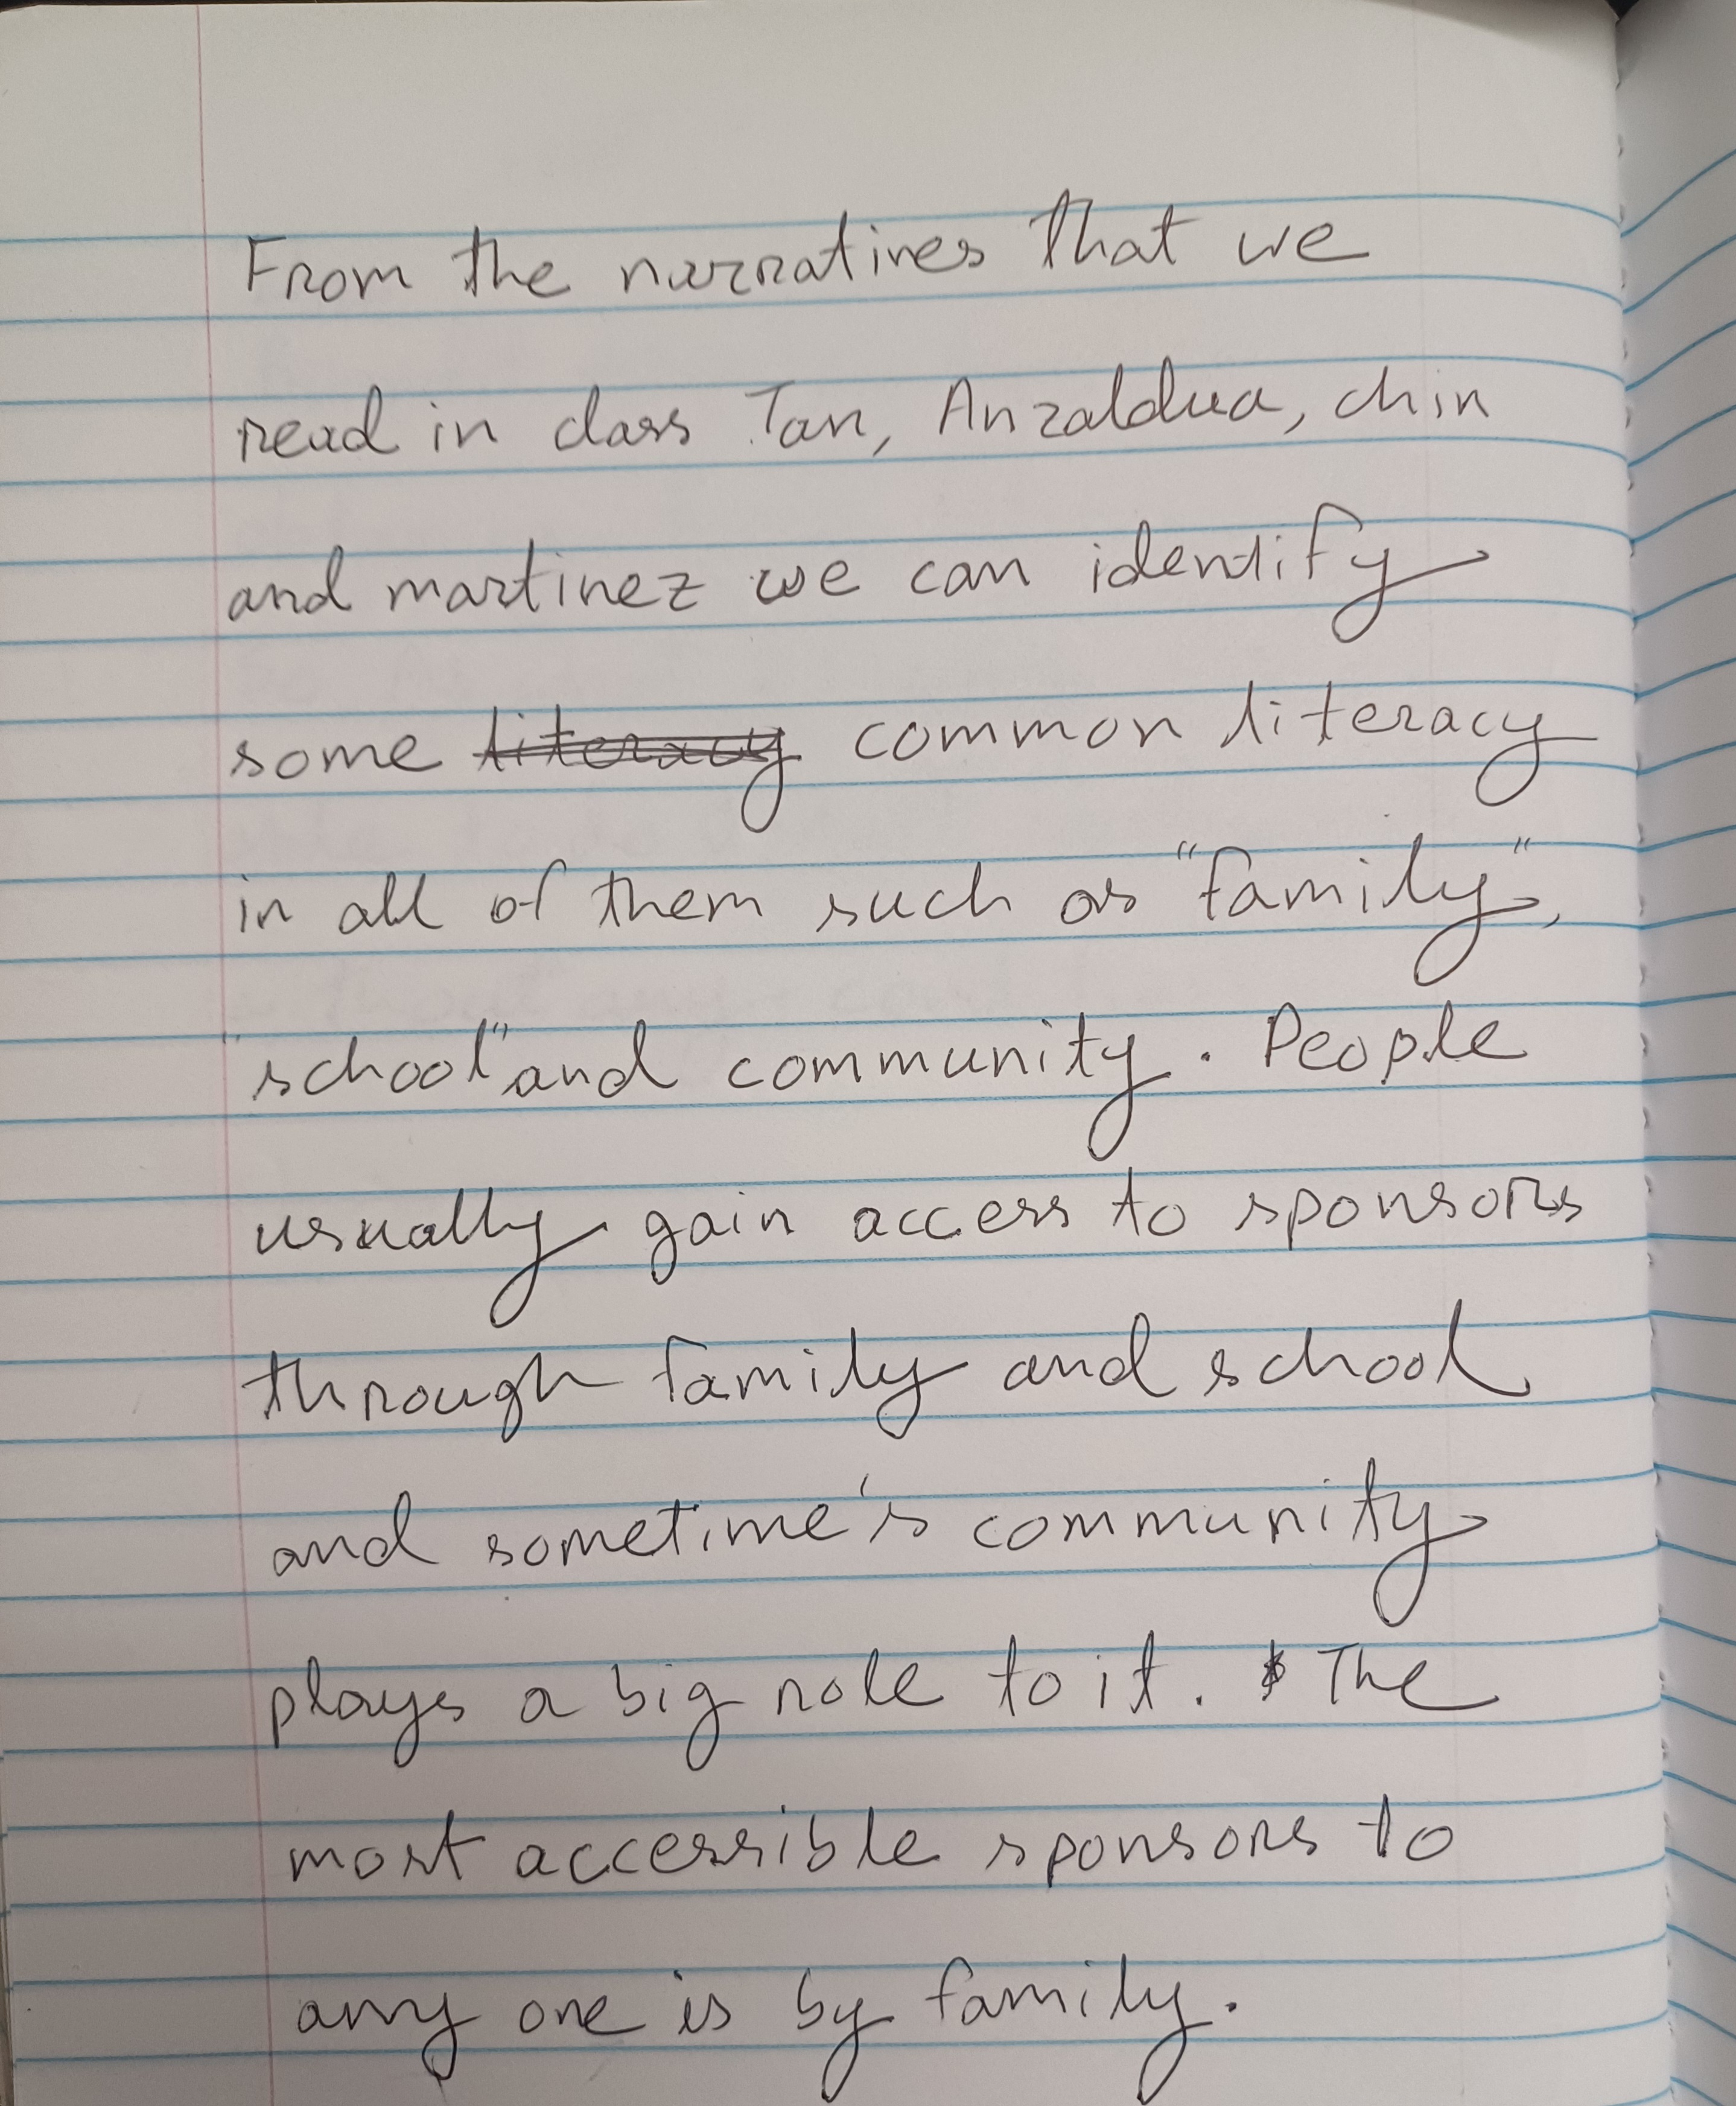 From the narratives that we
read in class Tan, Anzaldua, chin
and martinez we can identify
some ~~literacy~~ common literacy
in all of them such as "family",
"school" and community. People
usually gain access to sponsors
through family and school
and sometime's community
plays a big role to it. The
most accessible sponsors to
any one is by family.